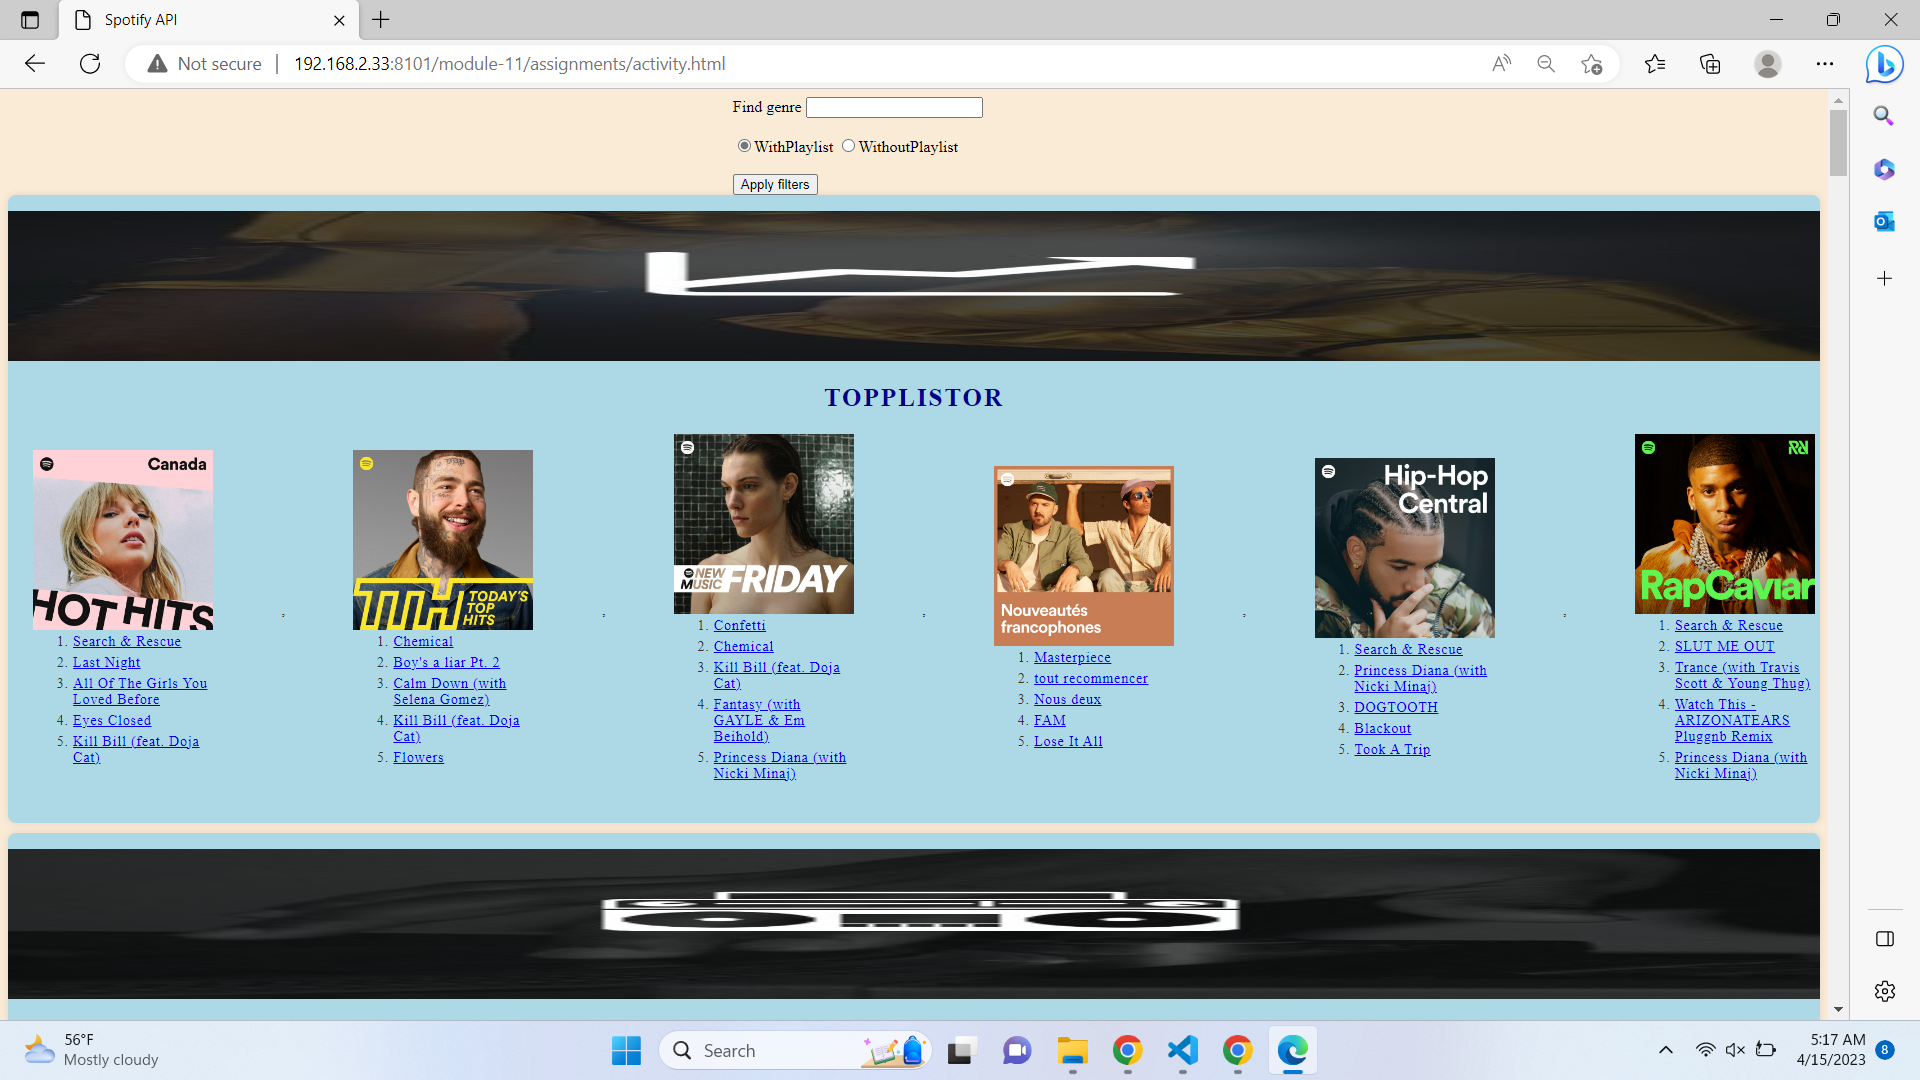 Spotify API
Not secure
192.168.2.33:8101/module-11/assignments/activity.html
Find genre
WithPlaylist WithoutPlaylist
Apply filters
TOPPLISTOR
Canada
HOT HITS
1. Search & Rescue
2. Last Night
3. All Of The Girls You
Loved Before
4. Eyes Closed
5. Kill Bill (feat. Doja
Cat)
,
TTH TODAY'S
TOP
HITS
1. Chemical
2. Boy's a liar Pt. 2
3. Calm Down (with
Selena Gomez)
4. Kill Bill (feat. Doja
Cat)
5. Flowers
,
NEW
MUSIC FRIDAY
1. Confetti
2. Chemical
3. Kill Bill (feat. Doja
Cat)
4. Fantasy (with
GAYLE & Em
Beihold)
5. Princess Diana (with
Nicki Minaj)
,
Nouveautés
francophones
1. Masterpiece
2. tout recommencer
3. Nous deux
4. FAM
5. Lose It All
,
Hip-Hop
Central
1. Search & Rescue
2. Princess Diana (with
Nicki Minaj)
3. DOGTOOTH
4. Blackout
5. Took A Trip
,
RapCaviar
1. Search & Rescue
2. SLUT ME OUT
3. Trance (with Travis
Scott & Young Thug)
4. Watch This -
ARIZONATEARS
Pluggnb Remix
5. Princess Diana (with
Nicki Minaj)
56°F
Mostly cloudy
Search
5:17 AM
4/15/2023
8